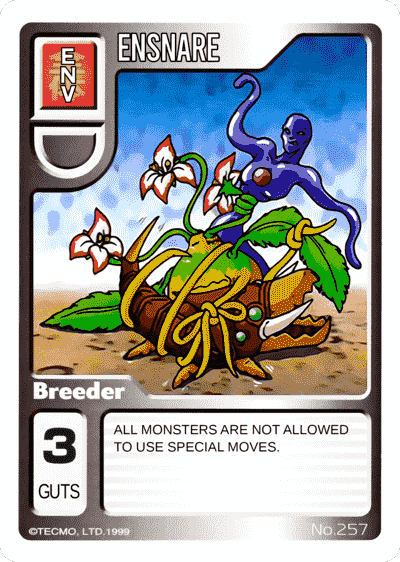 ENSNARE
ENV
Breeder
3
GUTS
ALL MONSTERS ARE NOT ALLOWED
TO USE SPECIAL MOVES.
©TECMO, LTD.1999
No.257